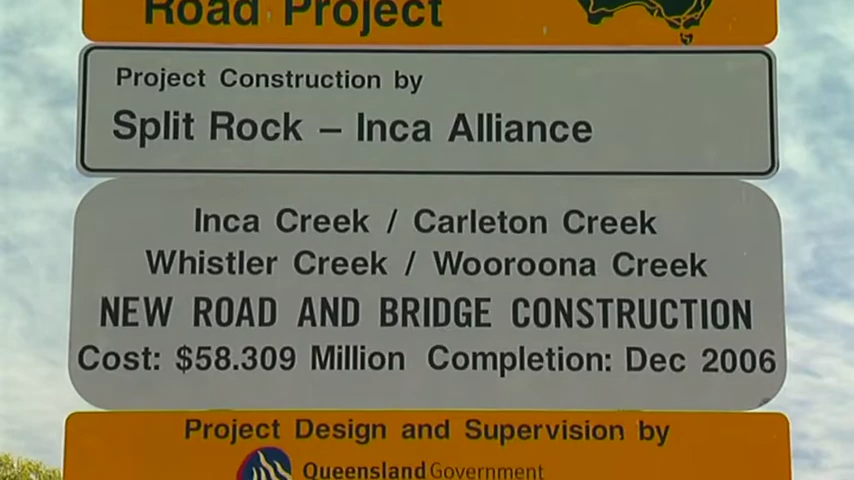 Road Project
Project Construction by
Split Rock – Inca Alliance
Inca Creek / Carleton Creek
Whistler Creek / Wooroona Creek
NEW ROAD AND BRIDGE CONSTRUCTION
Cost: $58.309 Million Completion: Dec 2006
Project Design and Supervision by
Queensland Government